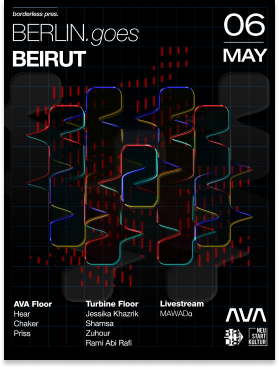 borderless pres.
BERLIN.goes
BEIRUT
06
MAY
AVA Floor
Hear
Chaker
Priss
Turbine Floor
Jessika Khazrik
Shamsa
Zuhour
Rami Abi Rafi
Livestream
MAWADa
AVA
NEU
START
KULTUR